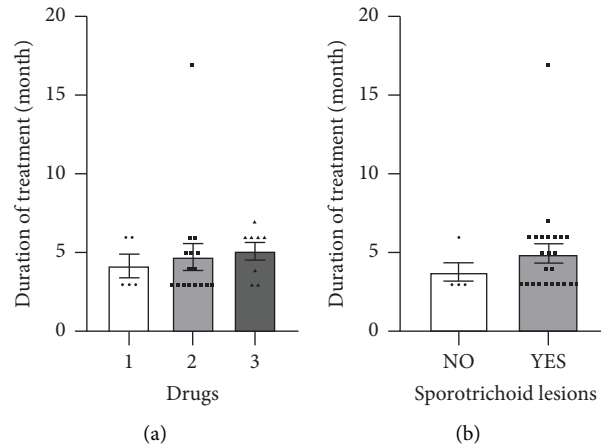 Duration of treatment (month)
20
15
10
5
0
1 2 3
Drugs
(a)
Duration of treatment (month)
20
15
10
5
0
NO YES
Sporotrichoid lesions
(b)